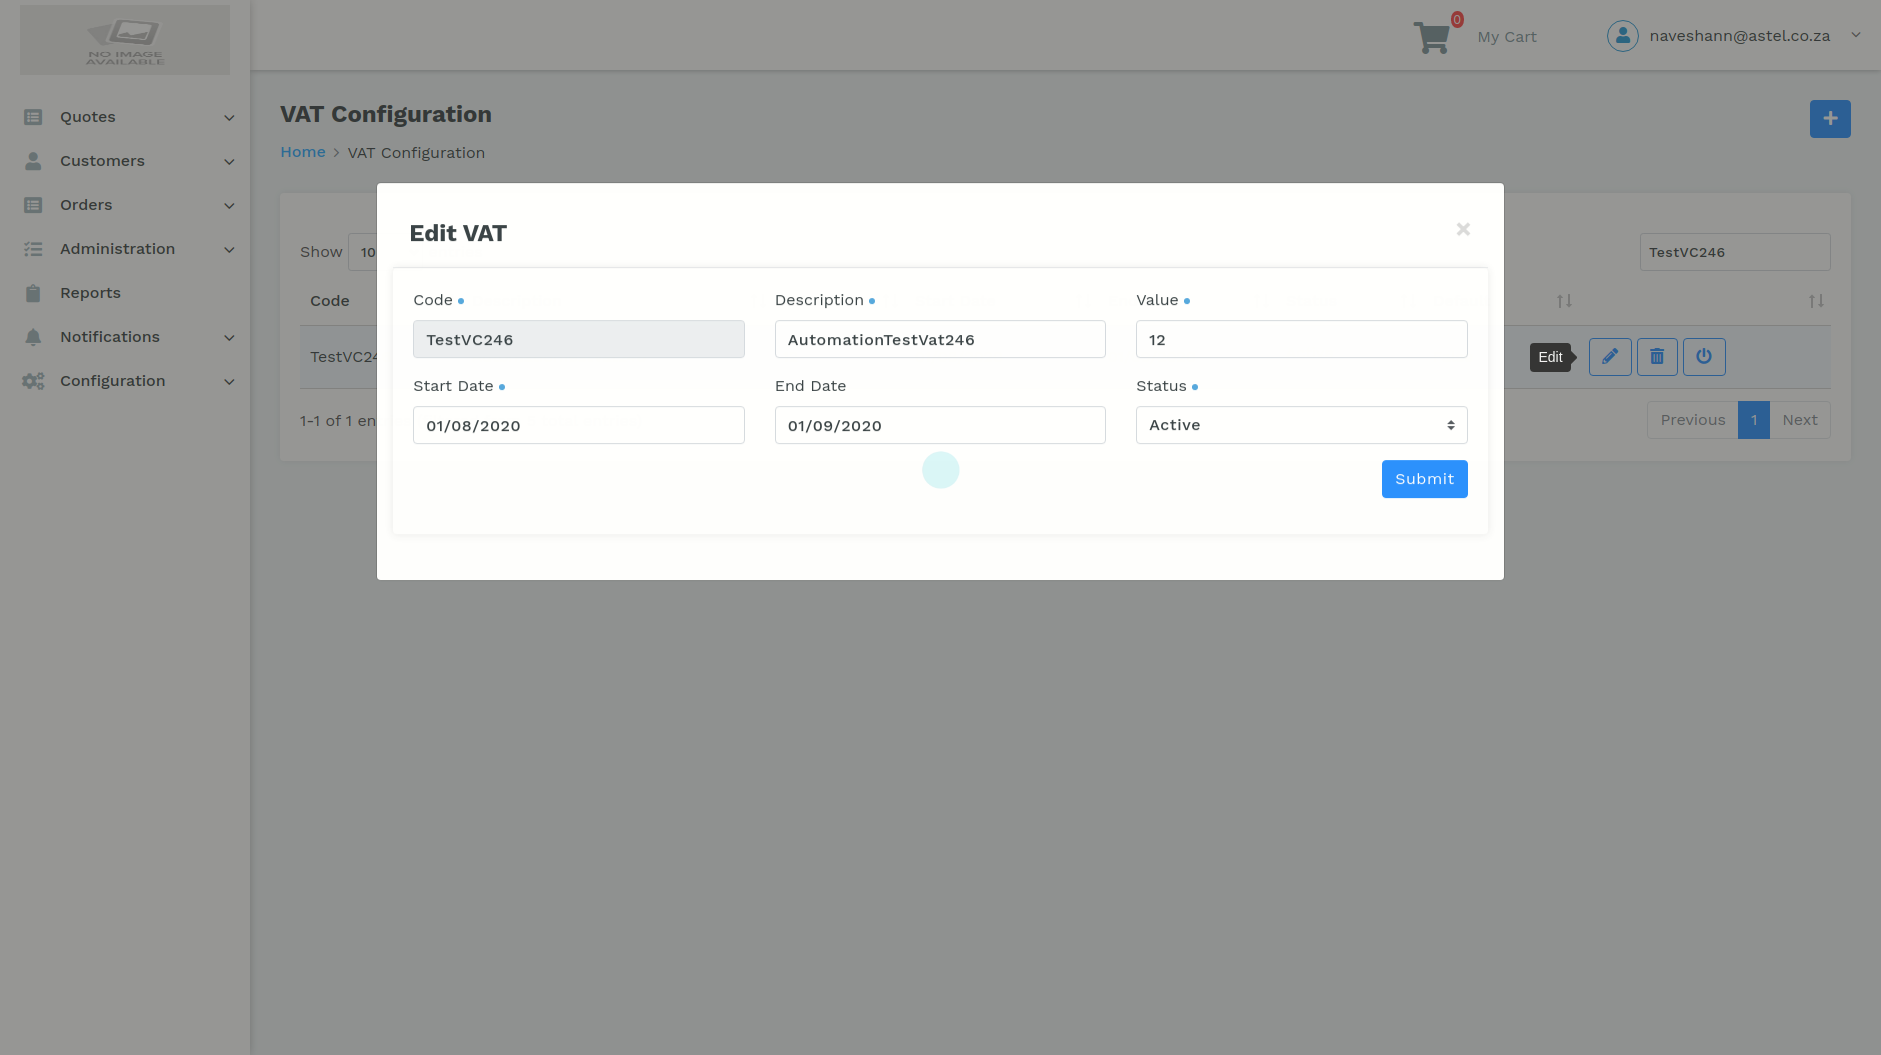 NO IMAGE
AVAILABLE
0
My Cart
naveshann@astel.co.za
Quotes
Customers
Orders
Administration
Reports
Notifications
Configuration
VAT Configuration
Home > VAT Configuration
Show 10
TestVC246
Code
TestVC24
Edit
1-1 of 1 en
Previous 1 Next
Edit VAT
×
Code Description Value
TestVC246 AutomationTestVat246 12
Start Date End Date Status
01/08/2020 01/09/2020 Active
Submit